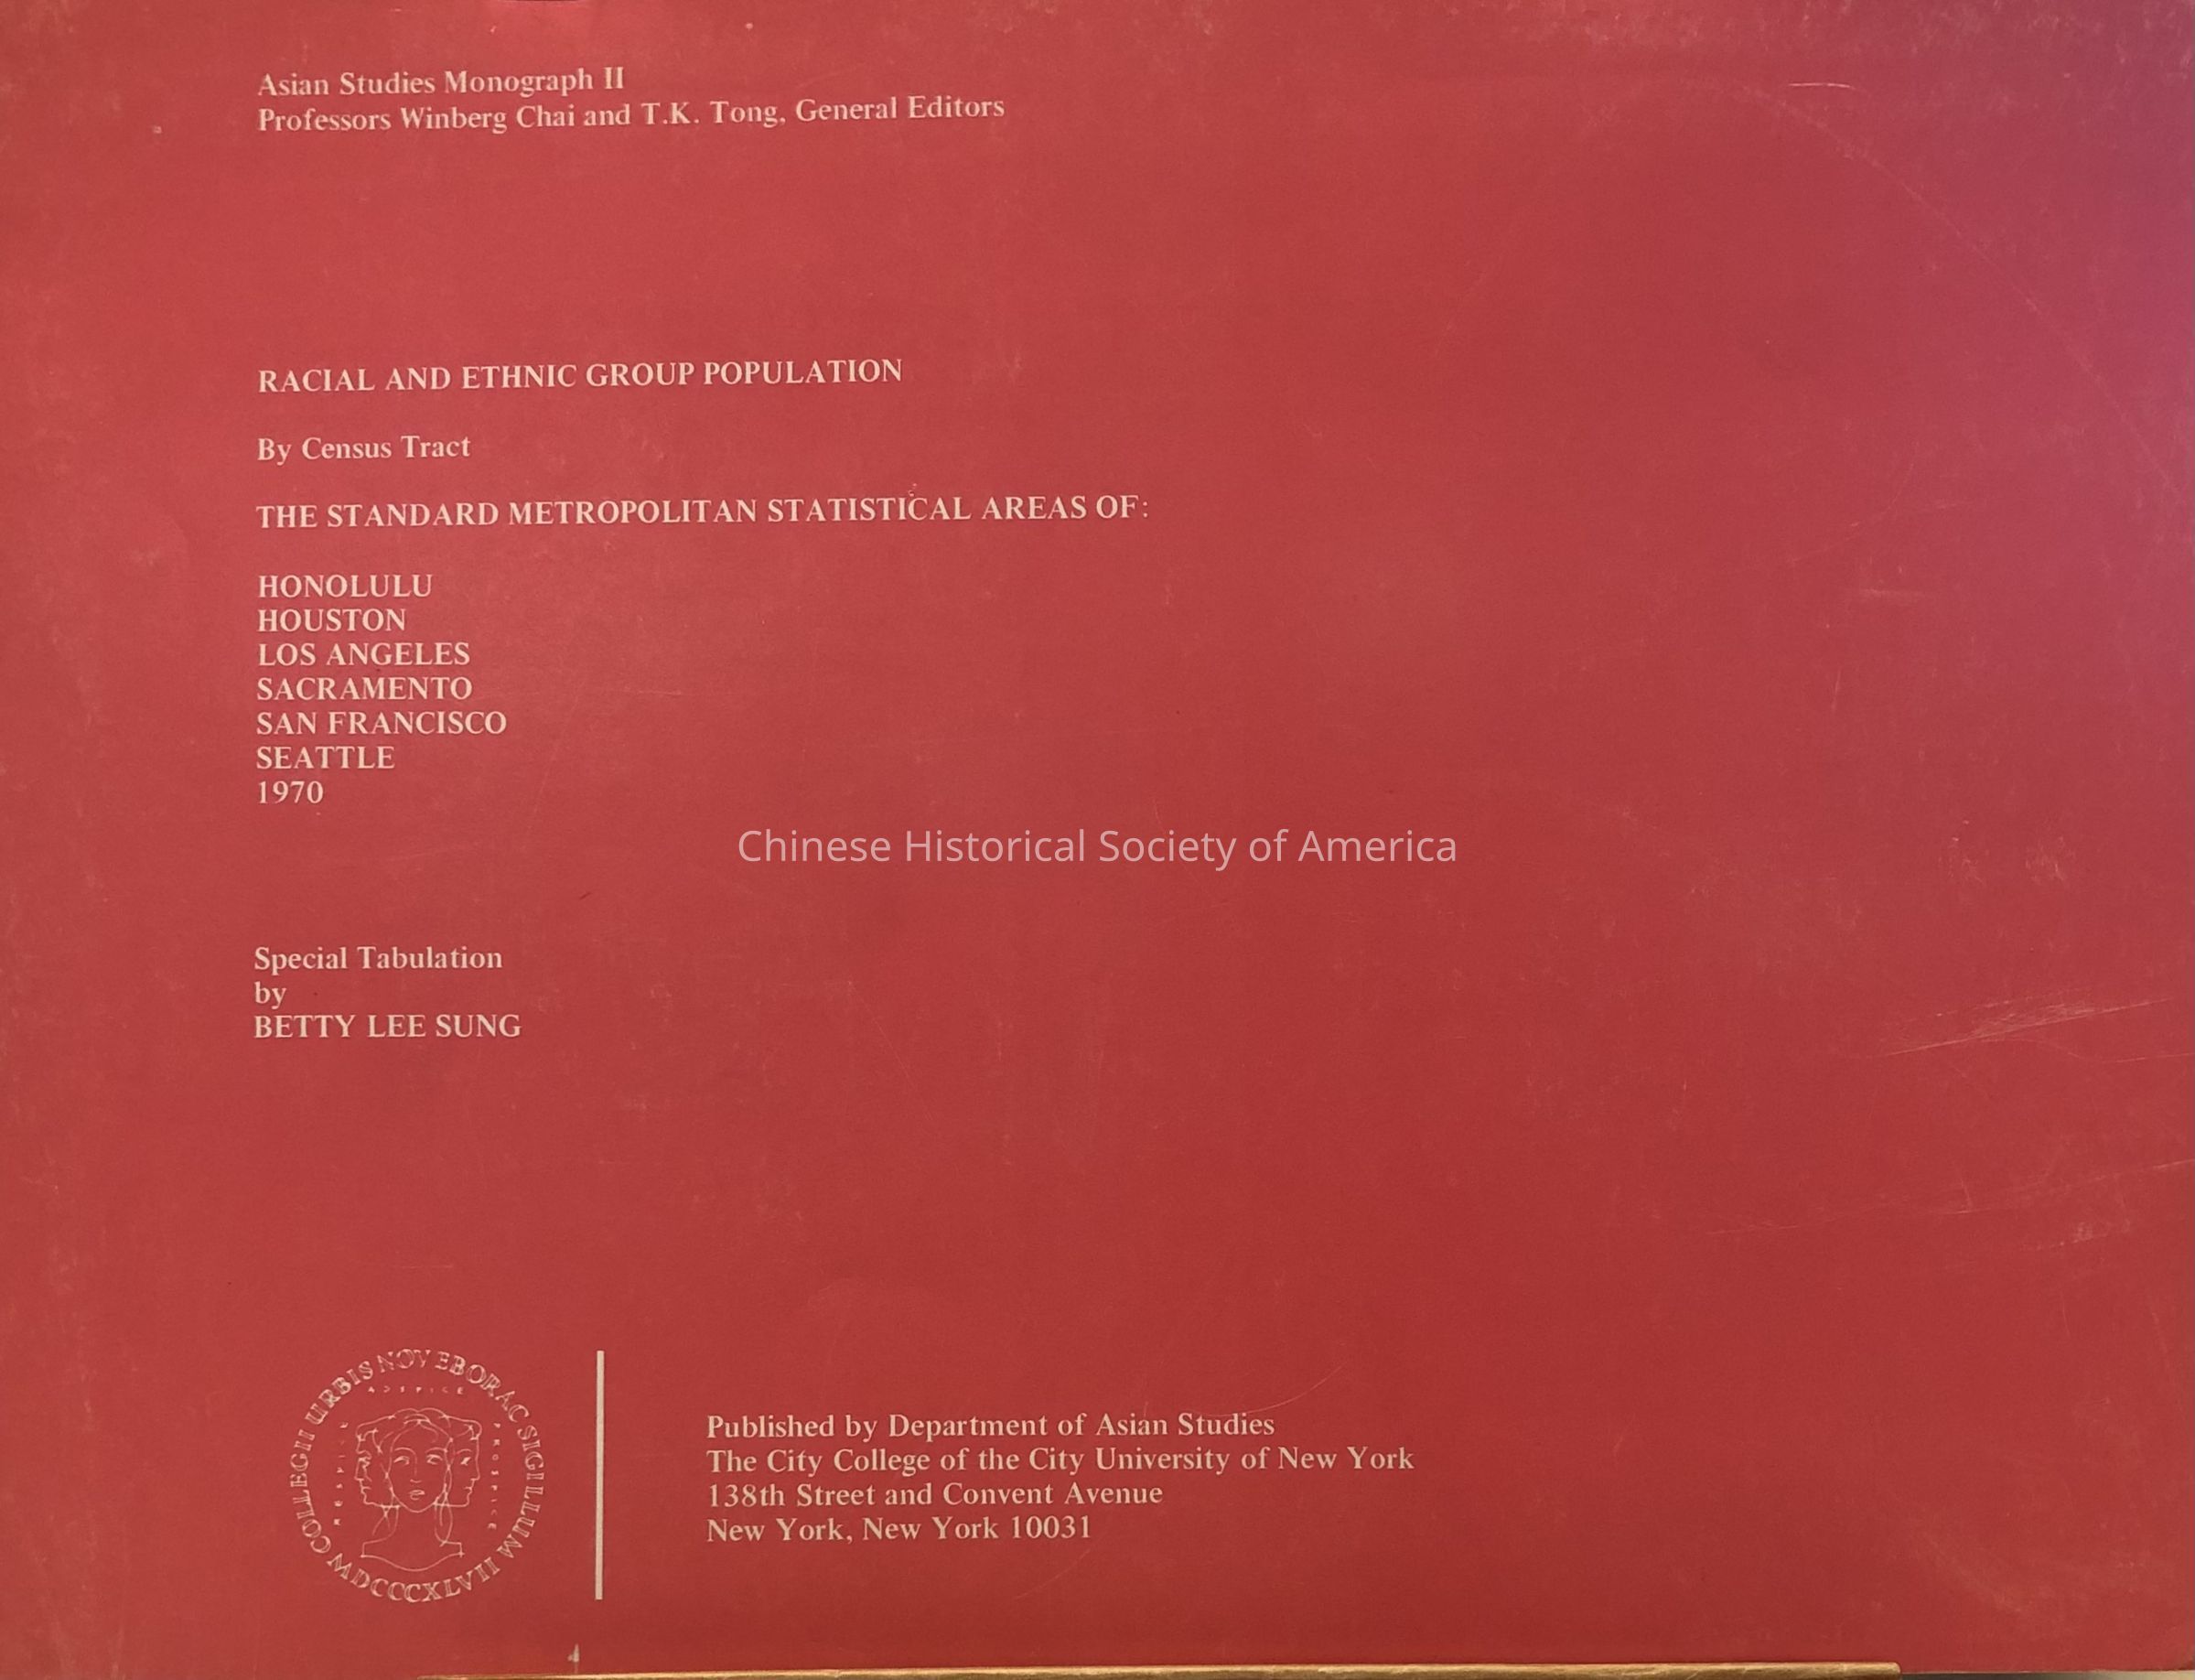 Asian Studies Monograph II
Professors Winberg Chai and T.K. Tong, General Editors
RACIAL AND ETHNIC GROUP POPULATION
By Census Tract
THE STANDARD METROPOLITAN STATISTICAL AREAS OF:
HONOLULU
HOUSTON
LOS ANGELES
SACRAMENTO
SAN FRANCISCO
SEATTLE
1970
Chinese Historical Society of America
Special Tabulation
by
BETTY LEE SUNG
COLLEGII URBIS NOV EBORAC SIGILLUM
MDCCCXLVII
RESPICE
ADSPICE
PROSPICE
Published by Department of Asian Studies
The City College of the City University of New York
138th Street and Convent Avenue
New York, New York 10031